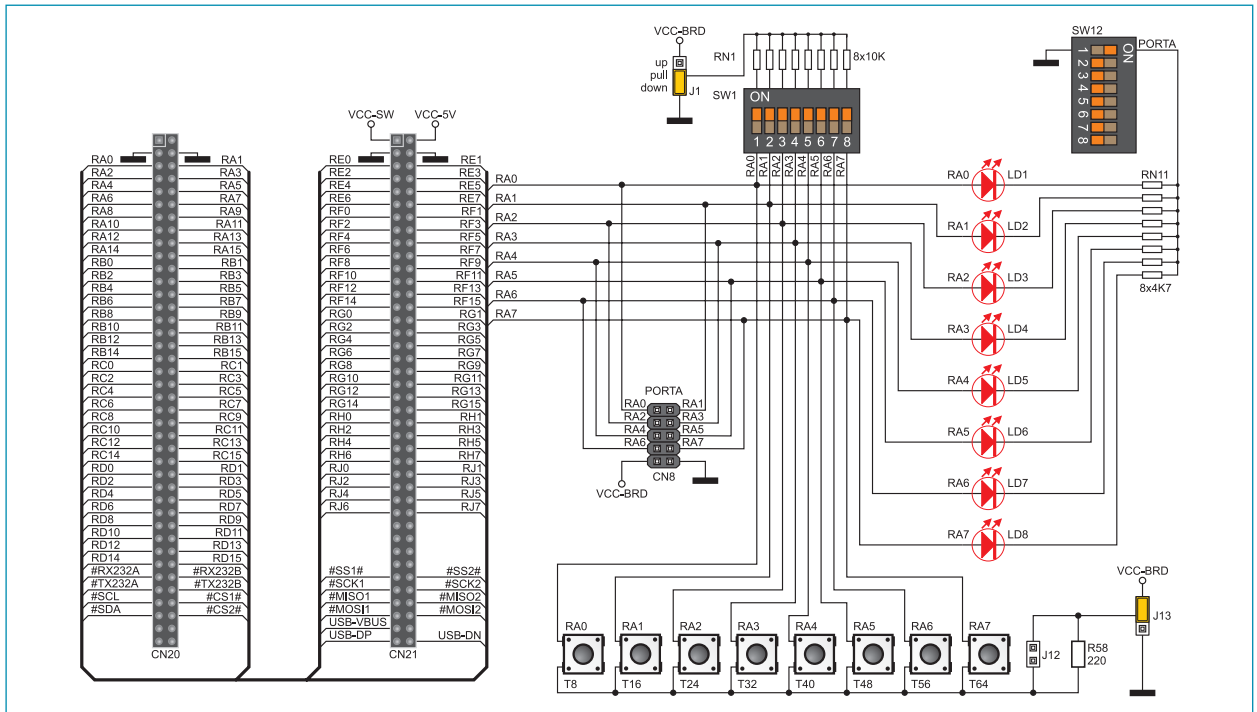 VCC-BRD
up
pull
down
J1
RN1
8x10K
SW1
ON
1 2 3 4 5 6 7 8
RA0 RA1 RA2 RA3 RA4 RA5 RA6 RA7
SW12
PORTA
ON
1 2 3 4 5 6 7 8
VCC-SW VCC-5V
RA0 RA1
RA2 RA3
RA4 RA5
RA6 RA7
RA8 RA9
RA10 RA11
RA12 RA13
RA14 RA15
RB0 RB1
RB2 RB3
RB4 RB5
RB6 RB7
RB8 RB9
RB10 RB11
RB12 RB13
RB14 RB15
RC0 RC1
RC2 RC3
RC4 RC5
RC6 RC7
RC8 RC9
RC10 RC11
RC12 RC13
RC14 RC15
RD0 RD1
RD2 RD3
RD4 RD5
RD6 RD7
RD8 RD9
RD10 RD11
RD12 RD13
RD14 RD15
#RX232A #RX232B
#TX232A #TX232B
#SCL #CS1#
#SDA #CS2#
CN20
RE0 RE1
RE2 RE3
RE4 RE5
RE6 RE7
RF0 RF1
RF2 RF3
RF4 RF5
RF6 RF7
RF8 RF9
RF10 RF11
RF12 RF13
RF14 RF15
RG0 RG1
RG2 RG3
RG4 RG5
RG6 RG7
RG8 RG9
RG10 RG11
RG12 RG13
RG14 RG15
RH0 RH1
RH2 RH3
RH4 RH5
RH6 RH7
RJ0 RJ1
RJ2 RJ3
RJ4 RJ5
RJ6 RJ7
#SS1# #SS2#
#SCK1 #SCK2
#MISO1 #MISO2
#MOSI1 #MOSI2
USB-VBUS
USB-DP USB-DN
CN21
RA0
RA1
RA2
RA3
RA4
RA5
RA6
RA7
PORTA
RA0 RA1
RA2 RA3
RA4 RA5
RA6 RA7
CN8
VCC-BRD
RA0 LD1
RA1 LD2
RA2 LD3
RA3 LD4
RA4 LD5
RA5 LD6
RA6 LD7
RA7 LD8
RN11
8x4K7
RA0 RA1 RA2 RA3 RA4 RA5 RA6 RA7
T8 T16 T24 T32 T40 T48 T56 T64
VCC-BRD
J13
J12
R58
220